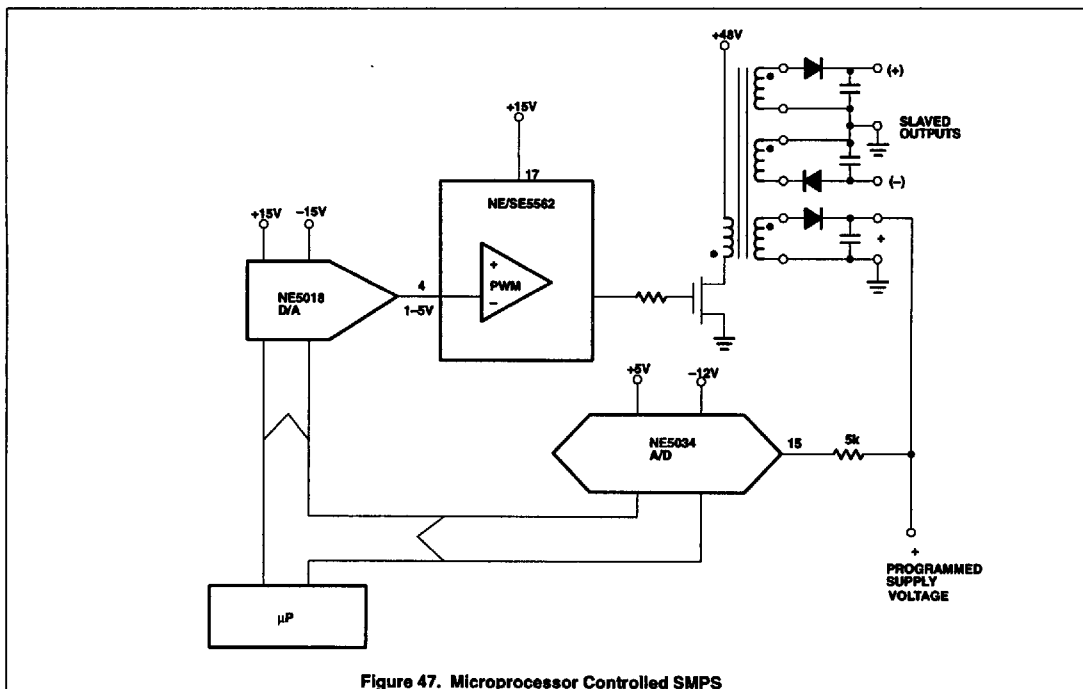 +48V
(+)
SLAVED
OUTPUTS
(–)
+
+15V
17
NE/SE5562
+
PWM
–
+15V
–15V
NE5018
D/A
4
1–5V
+5V
–12V
NE5034
A/D
15
5k
+
PROGRAMMED
SUPPLY
VOLTAGE
µP
Figure 47. Microprocessor Controlled SMPS